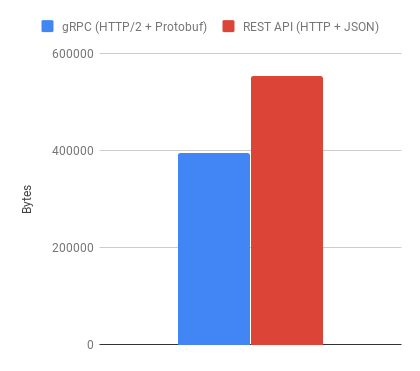 gRPC (HTTP/2 + Protobuf) REST API (HTTP + JSON)
600000
400000
200000
0
Bytes